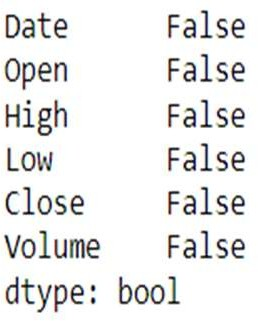 Date False
Open False
High False
Low False
Close False
Volume False
dtype: bool